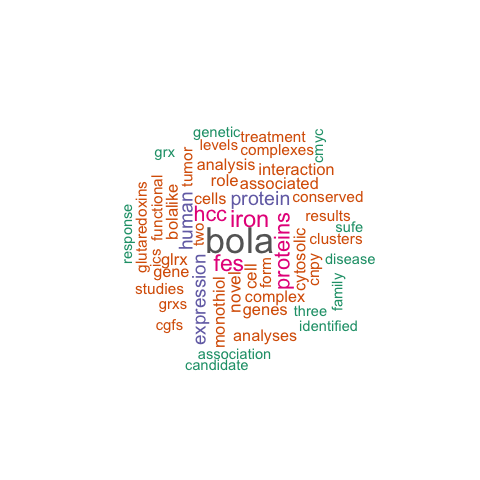 genetic
treatment
cmyc
levels
complexes
grx
tumor
analysis
interaction
role
associated
functional
bolalike
human
cells
protein
conserved
glutaredoxins
hcc
iron
results
sufe
response
two
bola
proteins
clusters
ics
glrx
fes
cell
form
cytosolic
cnpy
disease
gene
studies
expression
monothiol
novel
complex
family
grxs
genes
three
cgfs
analyses
identified
association
candidate